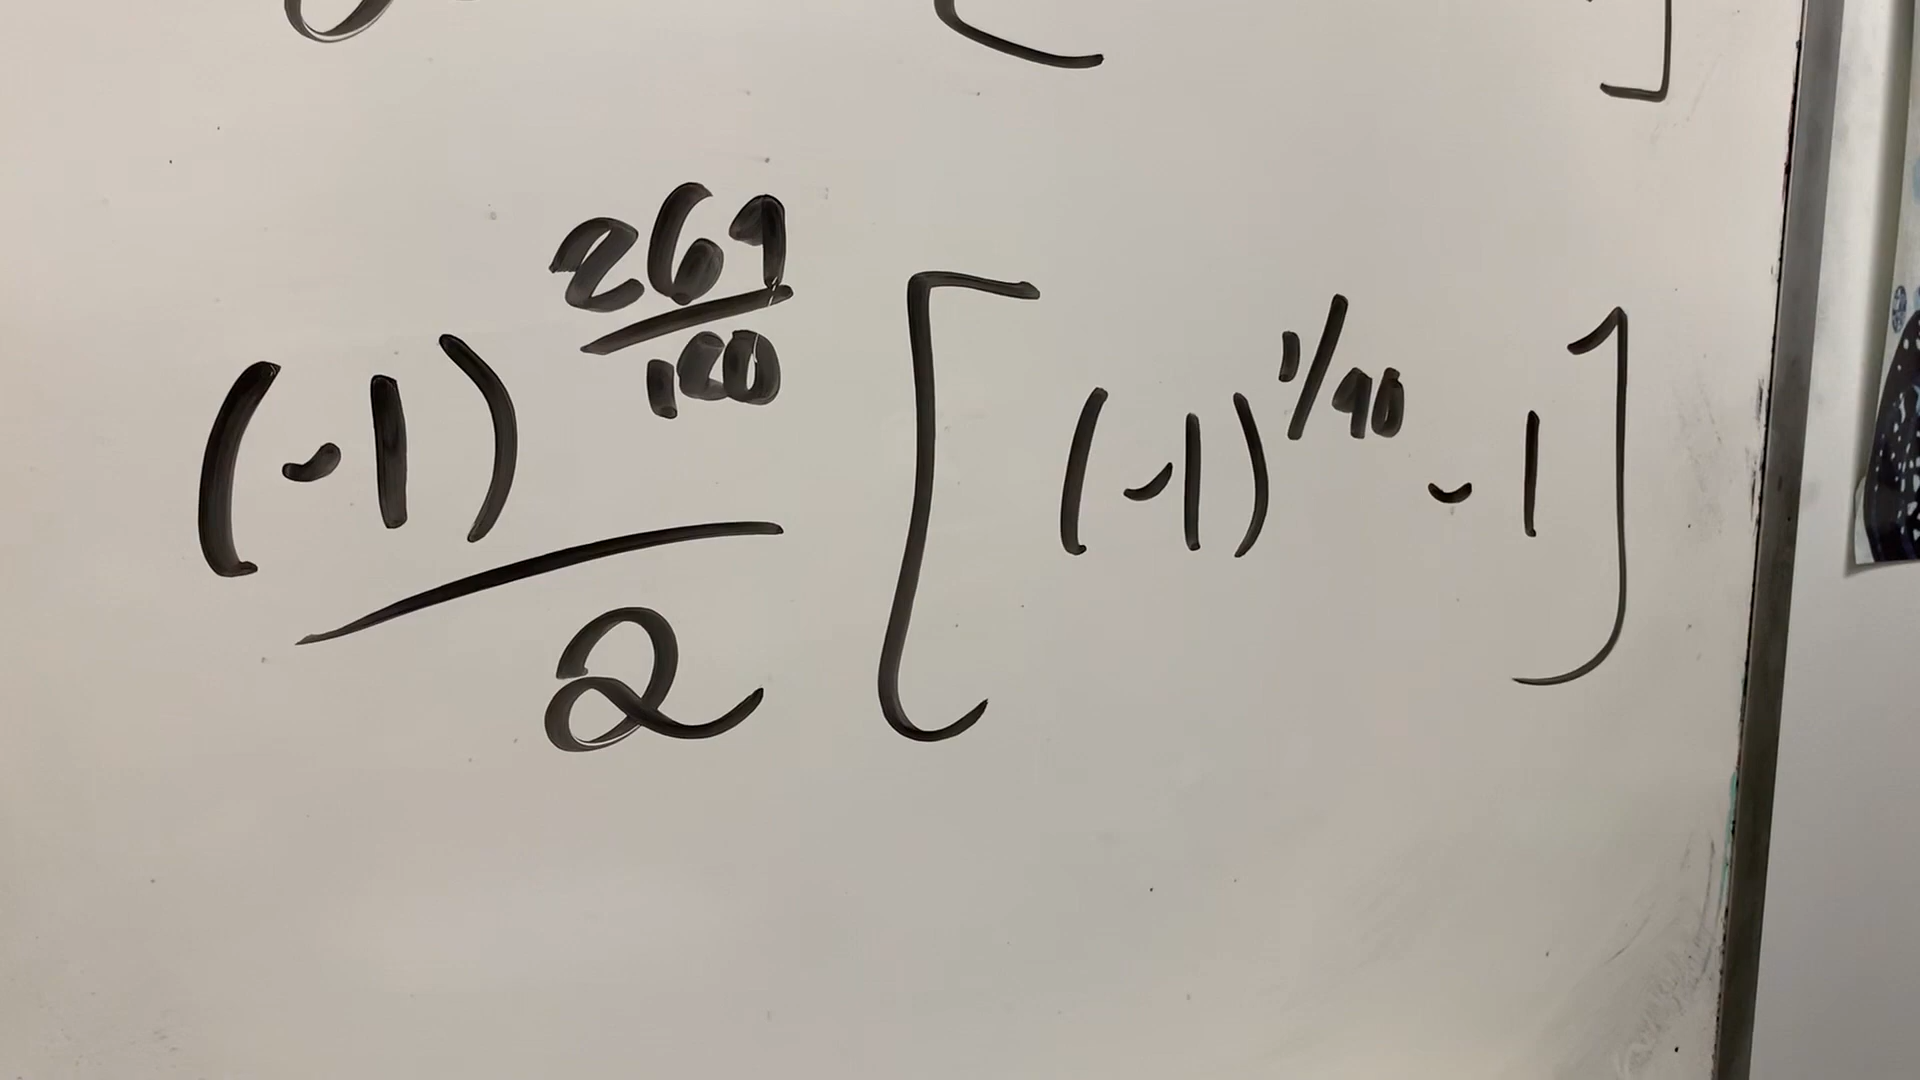 (-1)^(269/180) / 2 [ (-1)^(1/90) - 1 ]